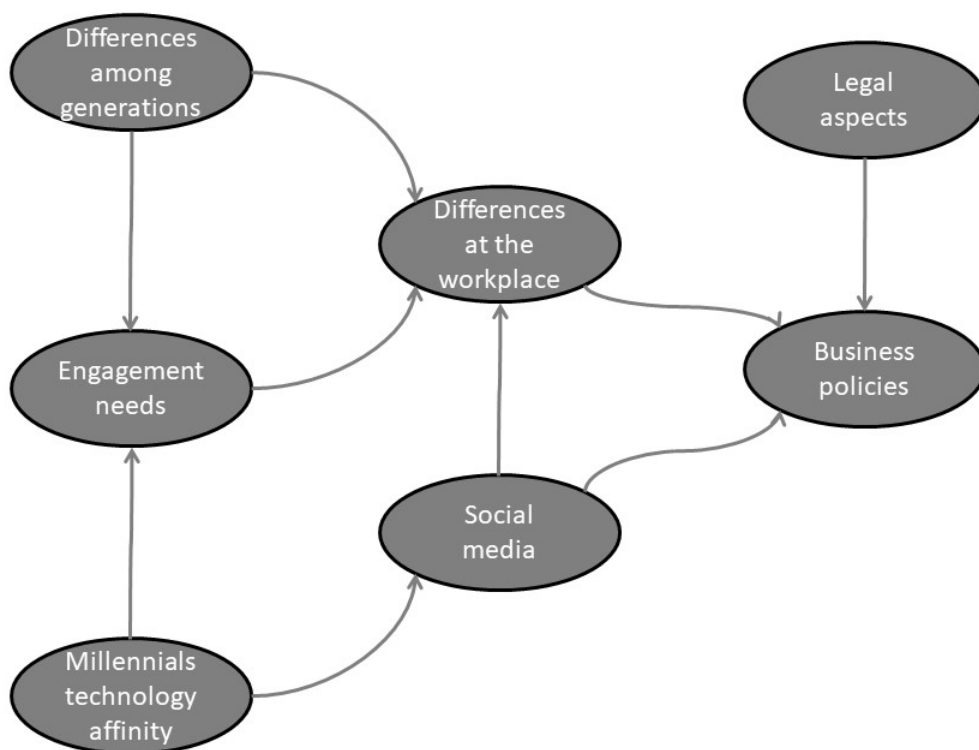 Differences
among
generations
Legal
aspects
Differences
at the
workplace
Engagement
needs
Business
policies
Social
media
Millennials
technology
affinity